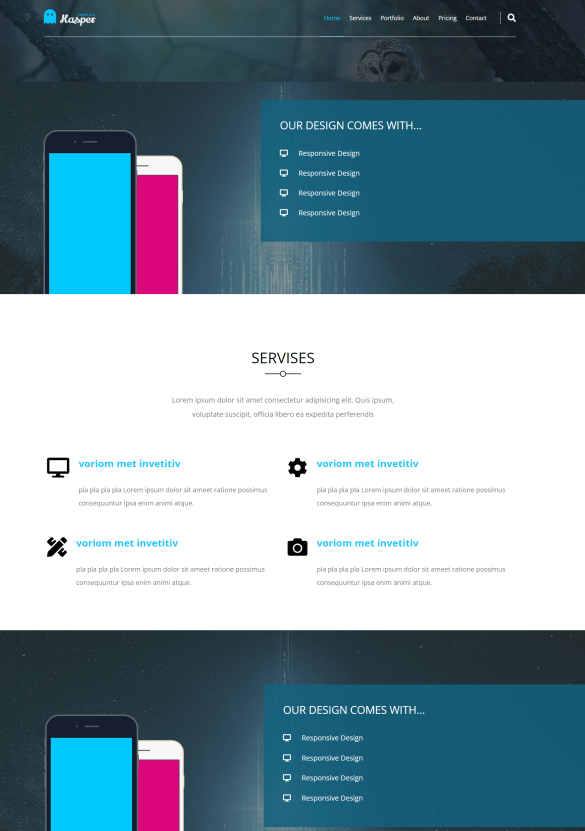 Kasper
Home Services Portfolio About Pricing Contact
OUR DESIGN COMES WITH...
Responsive Design
Responsive Design
Responsive Design
Responsive Design
SERVISES
Lorem ipsum dolor sit amet consectetur adipisicing elit. Quis ipsum,
voluptate suscipit, officia libero ea expedita perferendis
voriom met invetitiv
pla pla pla pla Lorem ipsum dolor sit ameet ratione possimus
consequuntur ipsa enim animi atque.
voriom met invetitiv
pla pla pla pla Lorem ipsum dolor sit ameet ratione possimus
consequuntur ipsa enim animi atque.
voriom met invetitiv
pla pla pla pla Lorem ipsum dolor sit ameet ratione possimus
consequuntur ipsa enim animi atque.
voriom met invetitiv
pla pla pla pla Lorem ipsum dolor sit ameet ratione possimus
consequuntur ipsa enim animi atque.
OUR DESIGN COMES WITH...
Responsive Design
Responsive Design
Responsive Design
Responsive Design